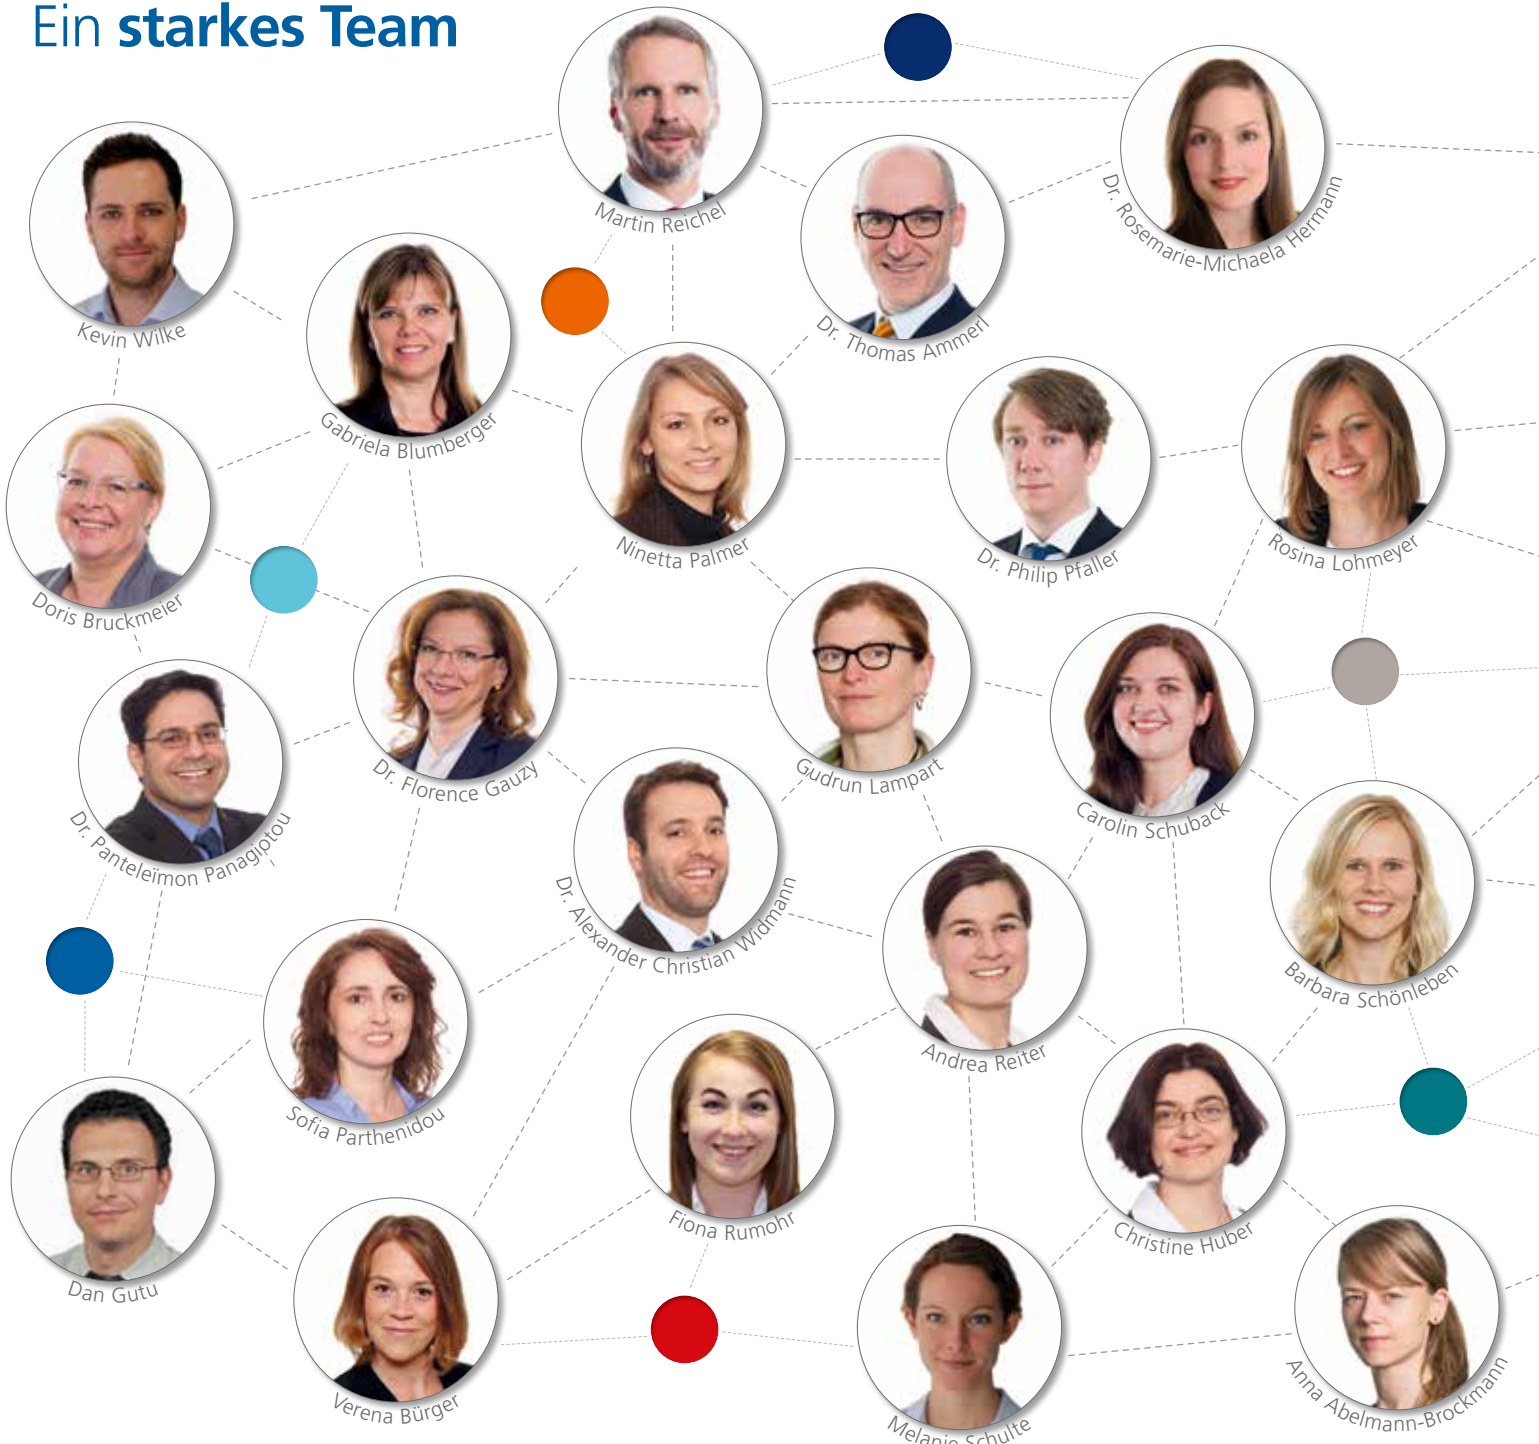 Ein starkes Team
Martin Reichel
Dr. Rosemarie-Michaela Hermann
Kevin Wilke
Dr. Thomas Ammerl
Gabriela Blumberger
Ninetta Palmer
Dr. Philip Pfaller
Rosina Lohmeyer
Doris Bruckmeier
Dr. Florence Gauzy
Gudrun Lampart
Carolin Schuback
Dr. Panteleïmon Panagiotou
Dr. Alexander Christian Widmann
Barbara Schönleben
Andrea Reiter
Sofia Parthenidou
Fiona Rumohr
Christine Huber
Dan Gutu
Verena Bürger
Melanie Schulte
Anna Abelmann-Brockmann